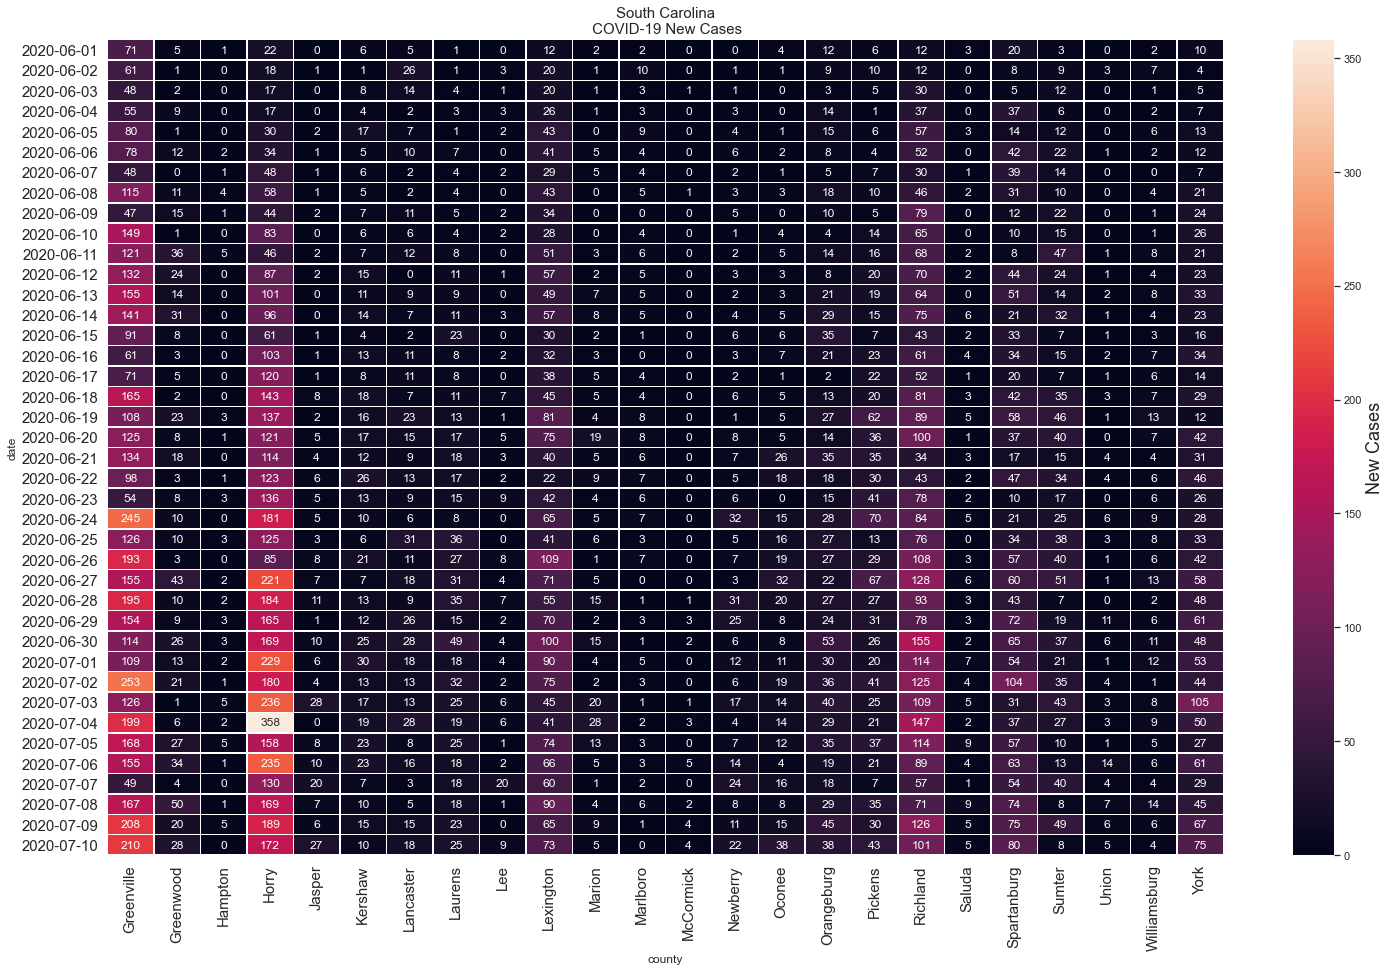 South Carolina
COVID-19 New Cases
2020-06-01 71 5 1 22 0 6 5 1 0 12 2 2 0 0 4 12 6 12 3 20 3 0 2 10
2020-06-02 61 1 0 18 1 1 26 1 3 20 1 10 0 1 1 9 10 12 0 8 9 3 7 4
2020-06-03 48 2 0 17 0 8 14 4 1 20 1 3 1 1 0 3 5 30 0 5 12 0 1 5
2020-06-04 55 9 0 17 0 4 2 3 3 26 1 3 0 3 0 14 1 37 0 37 6 0 2 7
2020-06-05 80 1 0 30 2 17 7 1 2 43 0 9 0 4 1 15 6 57 3 14 12 0 6 13
2020-06-06 78 12 2 34 1 5 10 7 0 41 5 4 0 6 2 8 4 52 0 42 22 1 2 12
2020-06-07 48 0 1 48 1 6 2 4 2 29 5 4 0 2 1 5 7 30 1 39 14 0 0 7
2020-06-08 115 11 4 58 1 5 2 4 0 43 0 5 1 3 3 18 10 46 2 31 10 0 4 21
2020-06-09 47 15 1 44 2 7 11 5 2 34 0 0 0 5 0 10 5 79 0 12 22 0 1 24
2020-06-10 149 1 0 83 0 6 6 4 2 28 0 4 0 1 4 4 14 65 0 10 15 0 1 26
2020-06-11 121 36 5 46 2 7 12 8 0 51 3 6 0 2 5 14 16 68 2 8 47 1 8 21
2020-06-12 132 24 0 87 2 15 0 11 1 57 2 5 0 3 3 8 20 70 2 44 24 1 4 23
2020-06-13 155 14 0 101 0 11 9 9 0 49 7 5 0 2 3 21 19 64 0 51 14 2 8 33
2020-06-14 141 31 0 96 0 14 7 11 3 57 8 5 0 4 5 29 15 75 6 21 32 1 4 23
2020-06-15 91 8 0 61 1 4 2 23 0 30 2 1 0 6 6 35 7 43 2 33 7 1 3 16
2020-06-16 61 3 0 103 1 13 11 8 2 32 3 0 0 3 7 21 23 61 4 34 15 2 7 34
2020-06-17 71 5 0 120 1 8 11 8 0 38 5 4 0 2 1 2 22 52 1 20 7 1 6 14
2020-06-18 165 2 0 143 8 18 7 11 7 45 5 4 0 6 5 13 20 81 3 42 35 3 7 29
2020-06-19 108 23 3 137 2 16 23 13 1 81 4 8 0 1 5 27 62 89 5 58 46 1 13 12
2020-06-20 125 8 1 121 5 17 15 17 5 75 19 8 0 8 5 14 36 100 1 37 40 0 7 42
2020-06-21 134 18 0 114 4 12 9 18 3 40 5 6 0 7 26 35 35 34 3 17 15 4 4 31
2020-06-22 98 3 1 123 6 26 13 17 2 22 9 7 0 5 18 18 30 43 2 47 34 4 6 46
2020-06-23 54 8 3 136 5 13 9 15 9 42 4 6 0 6 0 15 41 78 2 10 17 0 6 26
2020-06-24 245 10 0 181 5 10 6 8 0 65 5 7 0 32 15 28 70 84 5 21 25 6 9 28
2020-06-25 126 10 3 125 3 6 31 36 0 41 6 3 0 5 16 27 13 76 0 34 38 3 8 33
2020-06-26 193 3 0 85 8 21 11 27 8 109 1 7 0 7 19 27 29 108 3 57 40 1 6 42
2020-06-27 155 43 2 221 7 7 18 31 4 71 5 0 0 3 32 22 67 128 6 60 51 1 13 58
2020-06-28 195 10 2 184 11 13 9 35 7 55 15 1 1 31 20 27 27 93 3 43 7 0 2 48
2020-06-29 154 9 3 165 1 12 26 15 2 70 2 3 3 25 8 24 31 78 3 72 19 11 6 61
2020-06-30 114 26 3 169 10 25 28 49 4 100 15 1 2 6 8 53 26 155 2 65 37 6 11 48
2020-07-01 109 13 2 229 6 30 18 18 4 90 4 5 0 12 11 30 20 114 7 54 21 1 12 53
2020-07-02 253 21 1 180 4 13 13 32 2 75 2 3 0 6 19 36 41 125 4 104 35 4 1 44
2020-07-03 126 1 5 236 28 17 13 25 6 45 20 1 1 17 14 40 25 109 5 31 43 3 8 105
2020-07-04 199 6 2 358 0 19 28 19 6 41 28 2 3 4 14 29 21 147 2 37 27 3 9 50
2020-07-05 168 27 5 158 8 23 8 25 1 74 13 3 0 7 12 35 37 114 9 57 10 1 5 27
2020-07-06 155 34 1 235 10 23 16 18 2 66 2 3 5 14 4 19 21 89 4 63 13 14 6 61
2020-07-07 49 4 0 130 20 7 3 18 20 60 1 2 0 24 16 18 7 57 1 54 40 4 4 29
2020-07-08 167 50 1 169 7 10 5 18 1 90 4 6 2 8 8 29 35 71 9 74 8 7 14 45
2020-07-09 208 20 5 189 6 15 15 23 0 65 9 1 4 11 15 45 30 126 5 75 49 6 6 67
2020-07-10 210 28 0 172 27 10 18 25 9 73 5 0 4 22 38 38 43 101 5 80 8 5 4 75
date
Greenville Greenwood Hampton Horry Jasper Kershaw Lancaster Laurens Lee Lexington Marion Marlboro McCormick Newberry Oconee Orangeburg Pickens Richland Saluda Spartanburg Sumter Union Williamsburg York
county
350
300
250
200
150
100
50
0
New Cases